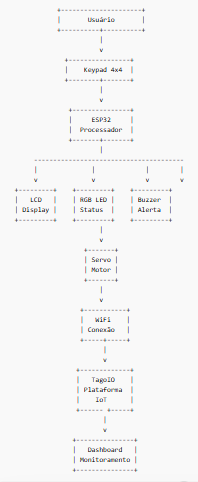 Usuário
Keypad 4x4
ESP32
Processador
LCD RGB LED Buzzer
Display Status Alerta
Servo
Motor
WiFi
Conexão
TagoIO
Plataforma
IoT
Dashboard
Monitoramento